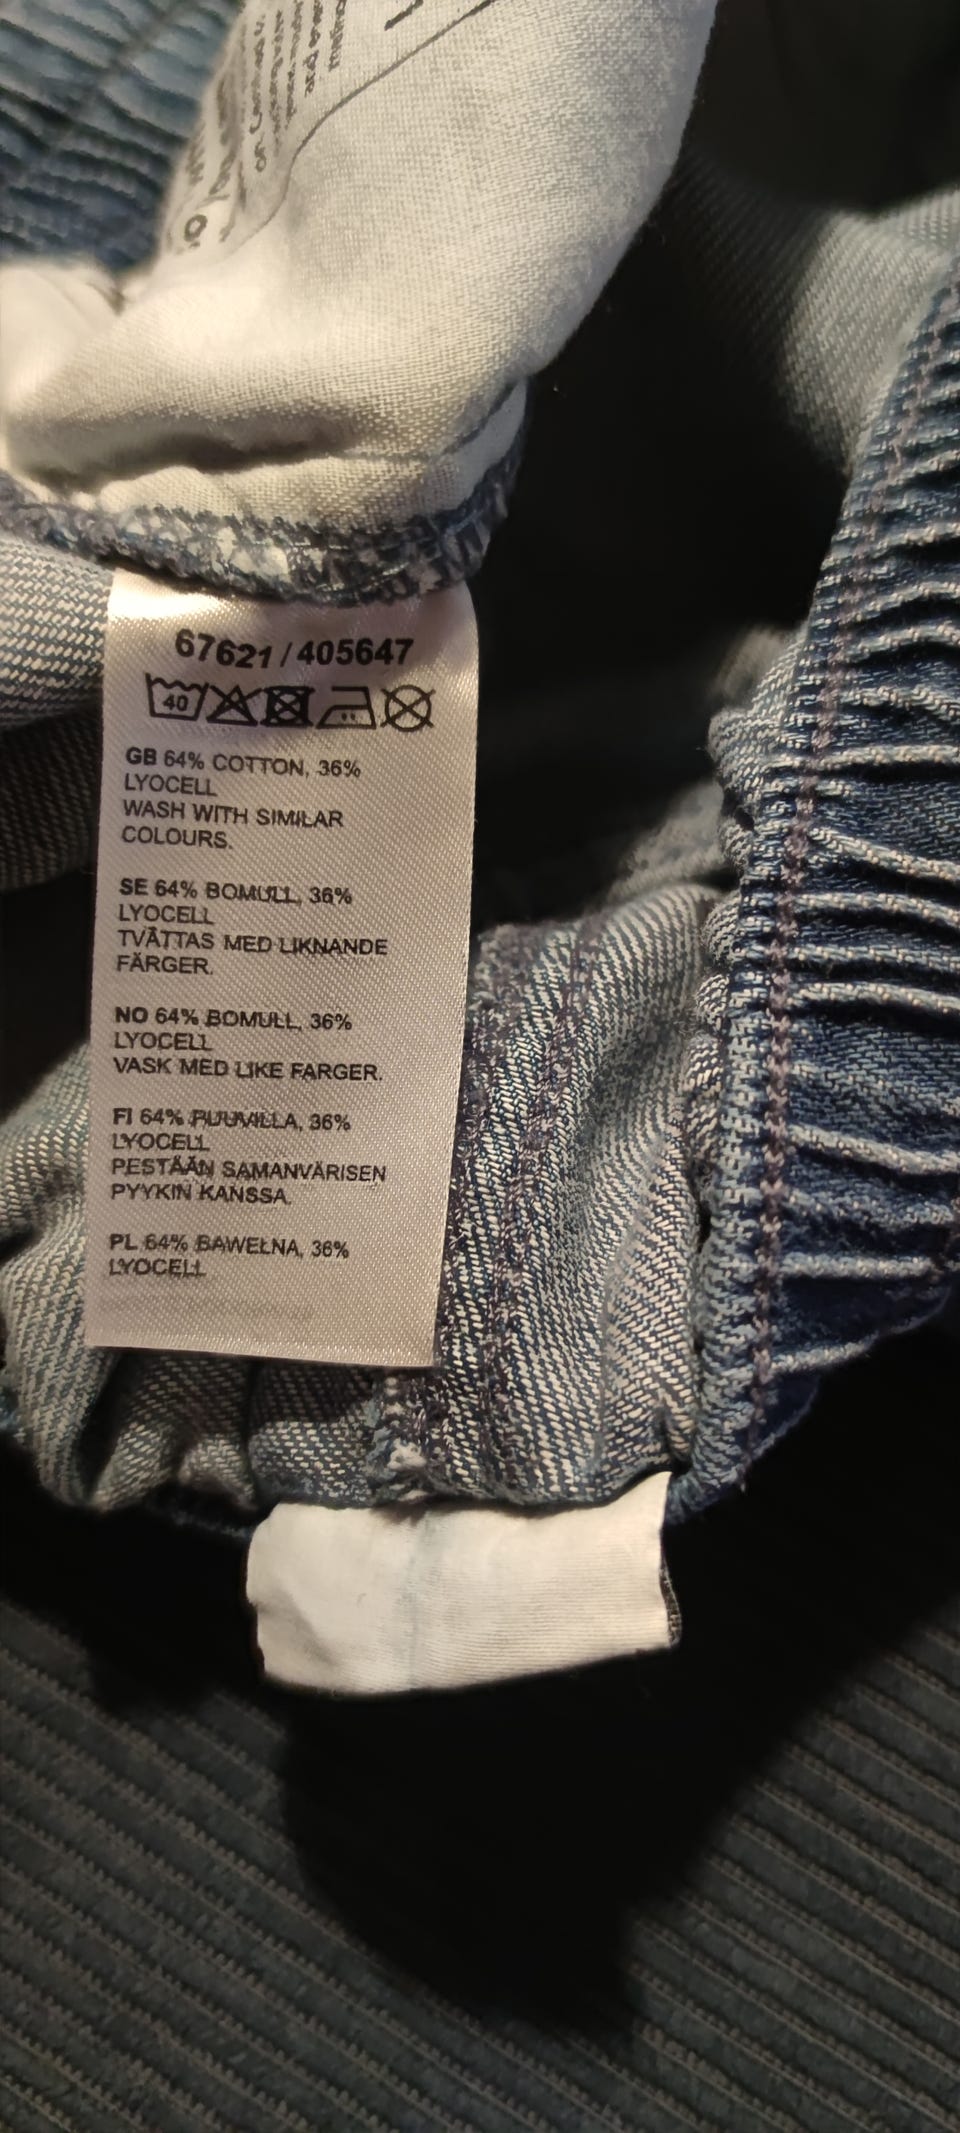 67621 / 405647
40
GB 64% COTTON, 36%
LYOCELL
WASH WITH SIMILAR
COLOURS.
SE 64% BOMULL, 36%
LYOCELL
TVÄTTAS MED LIKNANDE
FÄRGER.
NO 64% BOMULL, 36%
LYOCELL
VASK MED LIKE FARGER.
FI 64% PUUVILLA, 36%
LYOCELL
PESTÄÄN SAMANVÄRISEN
PYYKIN KANSSA.
PL 64% BAWEŁNA, 36%
LYOCELL